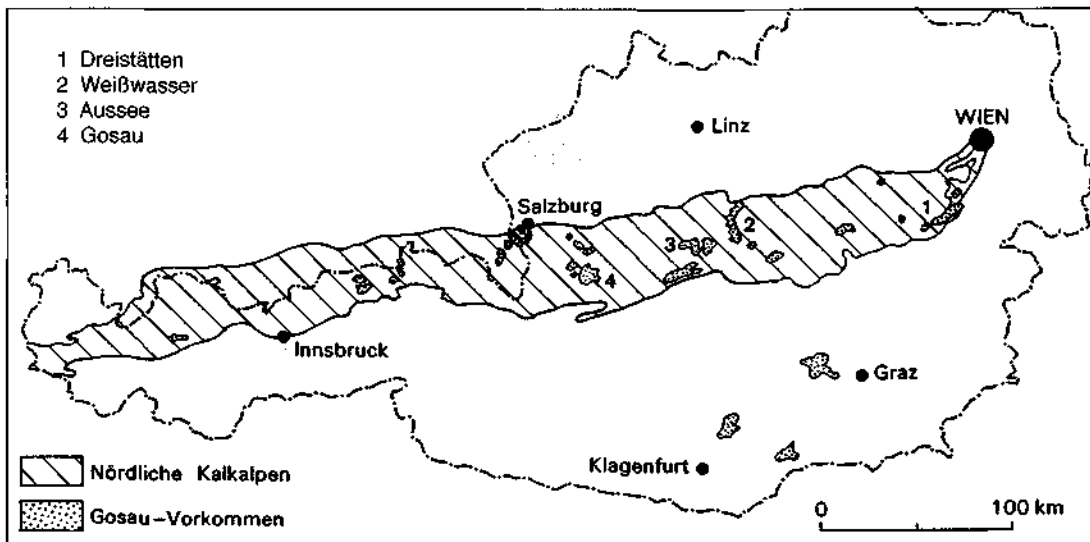 1 Dreistätten
2 Weißwasser
3 Aussee
4 Gosau
WIEN
Linz
1
Salzburg
2
3
4
Innsbruck
Graz
Klagenfurt
Nördliche Kalkalpen
Gosau-Vorkommen
0 100 km